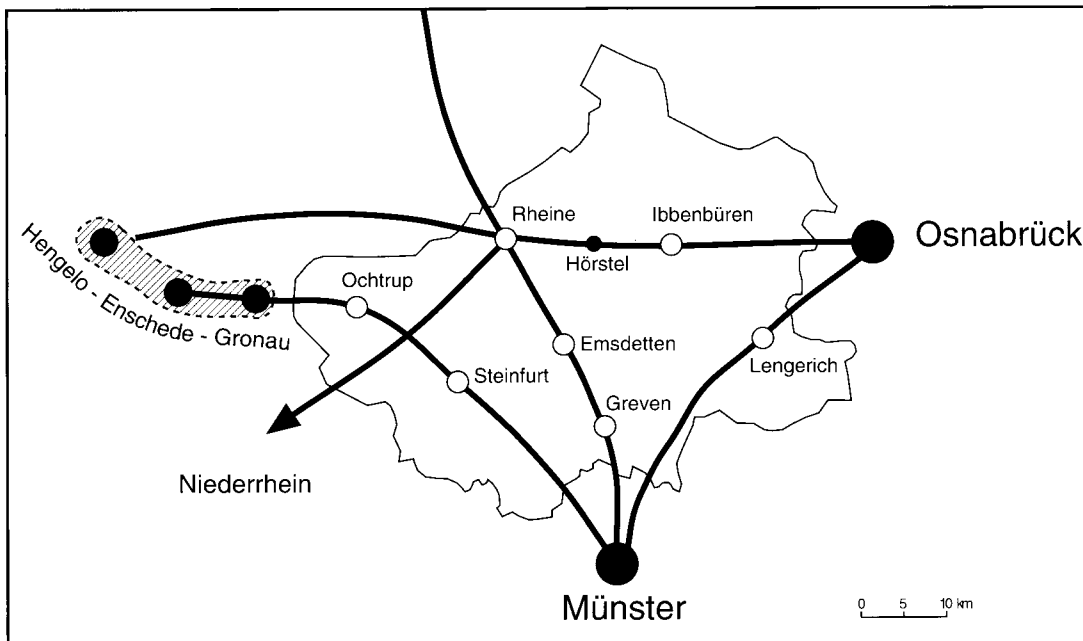 Rheine
Ibbenbüren
Osnabrück
Hörstel
Hengelo - Enschede - Gronau
Ochtrup
Emsdetten
Lengerich
Steinfurt
Greven
Niederrhein
Münster
0 5 10 km